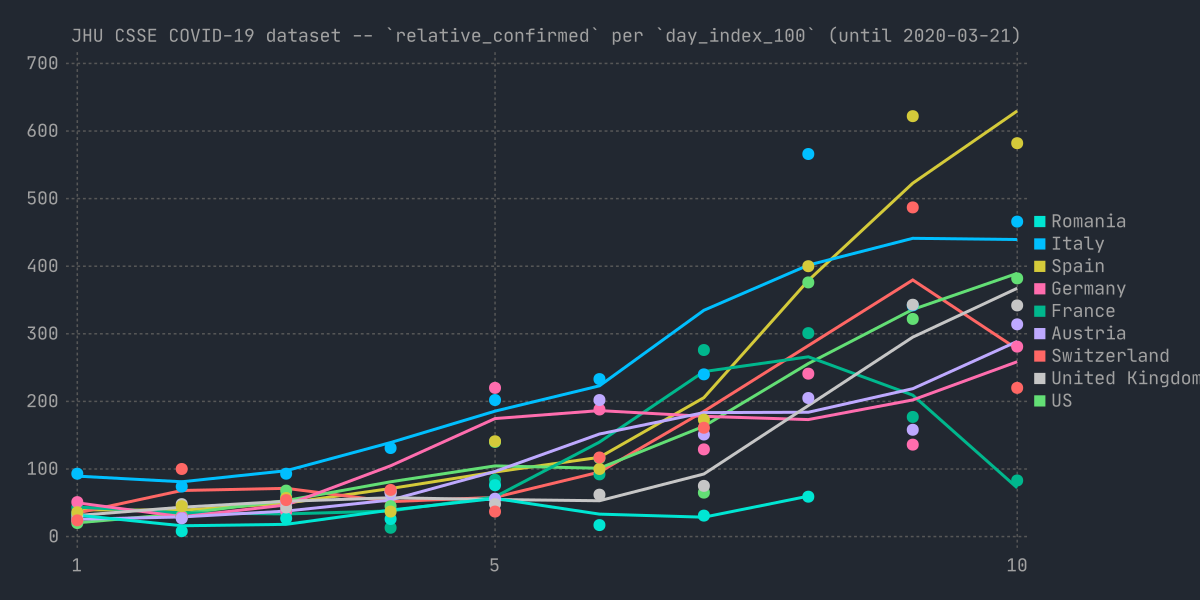 JHU CSSE COVID-19 dataset -- `relative_confirmed` per `day_index_100` (until 2020-03-21)
700
600
500
400
300
200
100
0
1
5
10
Romania
Italy
Spain
Germany
France
Austria
Switzerland
United Kingdom
US